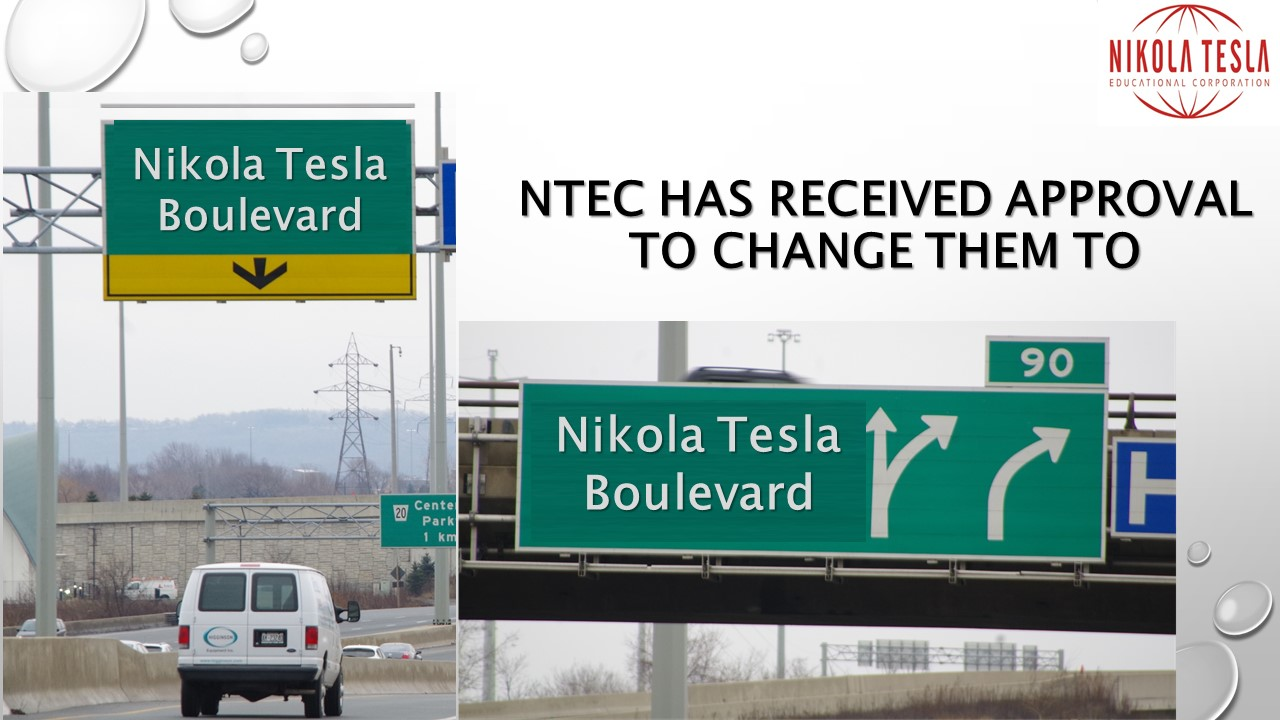 NIKOLA TESLA
EDUCATIONAL CORPORATION
NTEC HAS RECEIVED APPROVAL
TO CHANGE THEM TO
Nikola Tesla
Boulevard
20
Cente
Park
1 km
90
Nikola Tesla
Boulevard
H